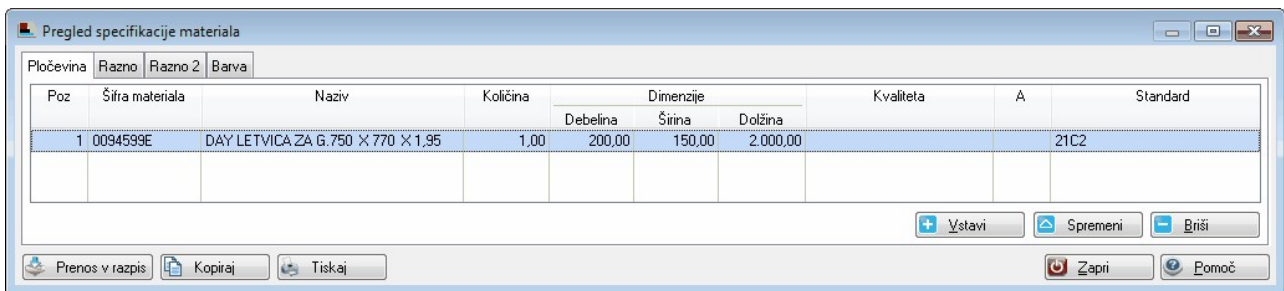 Pregled specifikacije materiala
Pločevina Razno Razno 2 Barva
Poz Šifra materiala Naziv Količina Dimenzije Kvaliteta A Standard
Debelina Širina Dolžina
1 0094599E DAY LETVICA ZA G.750 X 770 X 1,95 1,00 200,00 150,00 2.000,00 21C2
Vstavi Spremeni Briši
Prenos v razpis Kopiraj Tiskaj Zapri Pomoč